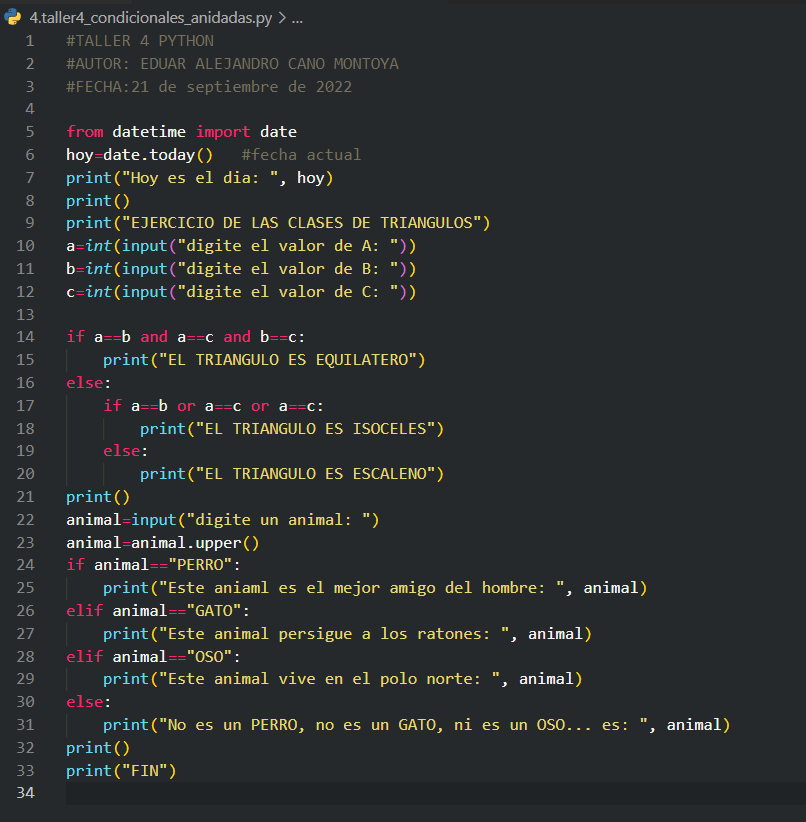 4.taller4_condicionales_anidadas.py > ...
1 #TALLER 4 PYTHON
2 #AUTOR: EDUAR ALEJANDRO CANO MONTOYA
3 #FECHA:21 de septiembre de 2022
4
5 from datetime import date
6 hoy=date.today()   #fecha actual
7 print("Hoy es el dia: ", hoy)
8 print()
9 print("EJERCICIO DE LAS CLASES DE TRIANGULOS")
10 a=int(input("digite el valor de A: "))
11 b=int(input("digite el valor de B: "))
12 c=int(input("digite el valor de C: "))
13
14 if a==b and a==c and b==c:
15     print("EL TRIANGULO ES EQUILATERO")
16 else:
17     if a==b or a==c or a==c:
18         print("EL TRIANGULO ES ISOCELES")
19     else:
20         print("EL TRIANGULO ES ESCALENO")
21 print()
22 animal=input("digite un animal: ")
23 animal=animal.upper()
24 if animal=="PERRO":
25     print("Este aniaml es el mejor amigo del hombre: ", animal)
26 elif animal=="GATO":
27     print("Este animal persigue a los ratones: ", animal)
28 elif animal=="OSO":
29     print("Este animal vive en el polo norte: ", animal)
30 else:
31     print("No es un PERRO, no es un GATO, ni es un OSO... es: ", animal)
32 print()
33 print("FIN")
34